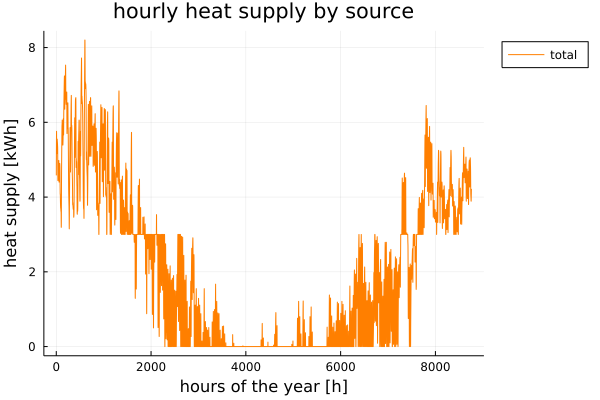 hourly heat supply by source
total
heat supply [kWh]
8
6
4
2
0
0 2000 4000 6000 8000
hours of the year [h]